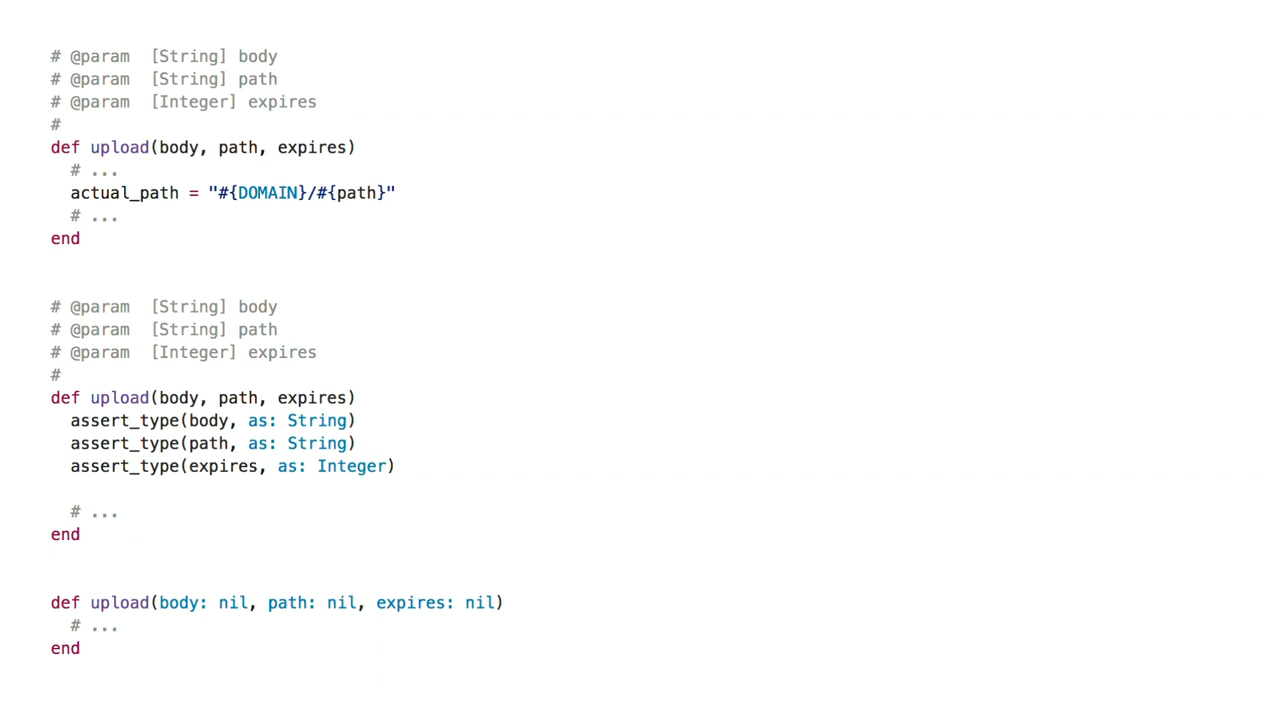 # @param  [String] body
# @param  [String] path
# @param  [Integer] expires
#
def upload(body, path, expires)
  # ...
  actual_path = "#{DOMAIN}/#{path}"
  # ...
end
# @param  [String] body
# @param  [String] path
# @param  [Integer] expires
#
def upload(body, path, expires)
  assert_type(body, as: String)
  assert_type(path, as: String)
  assert_type(expires, as: Integer)
  # ...
end
def upload(body: nil, path: nil, expires: nil)
  # ...
end